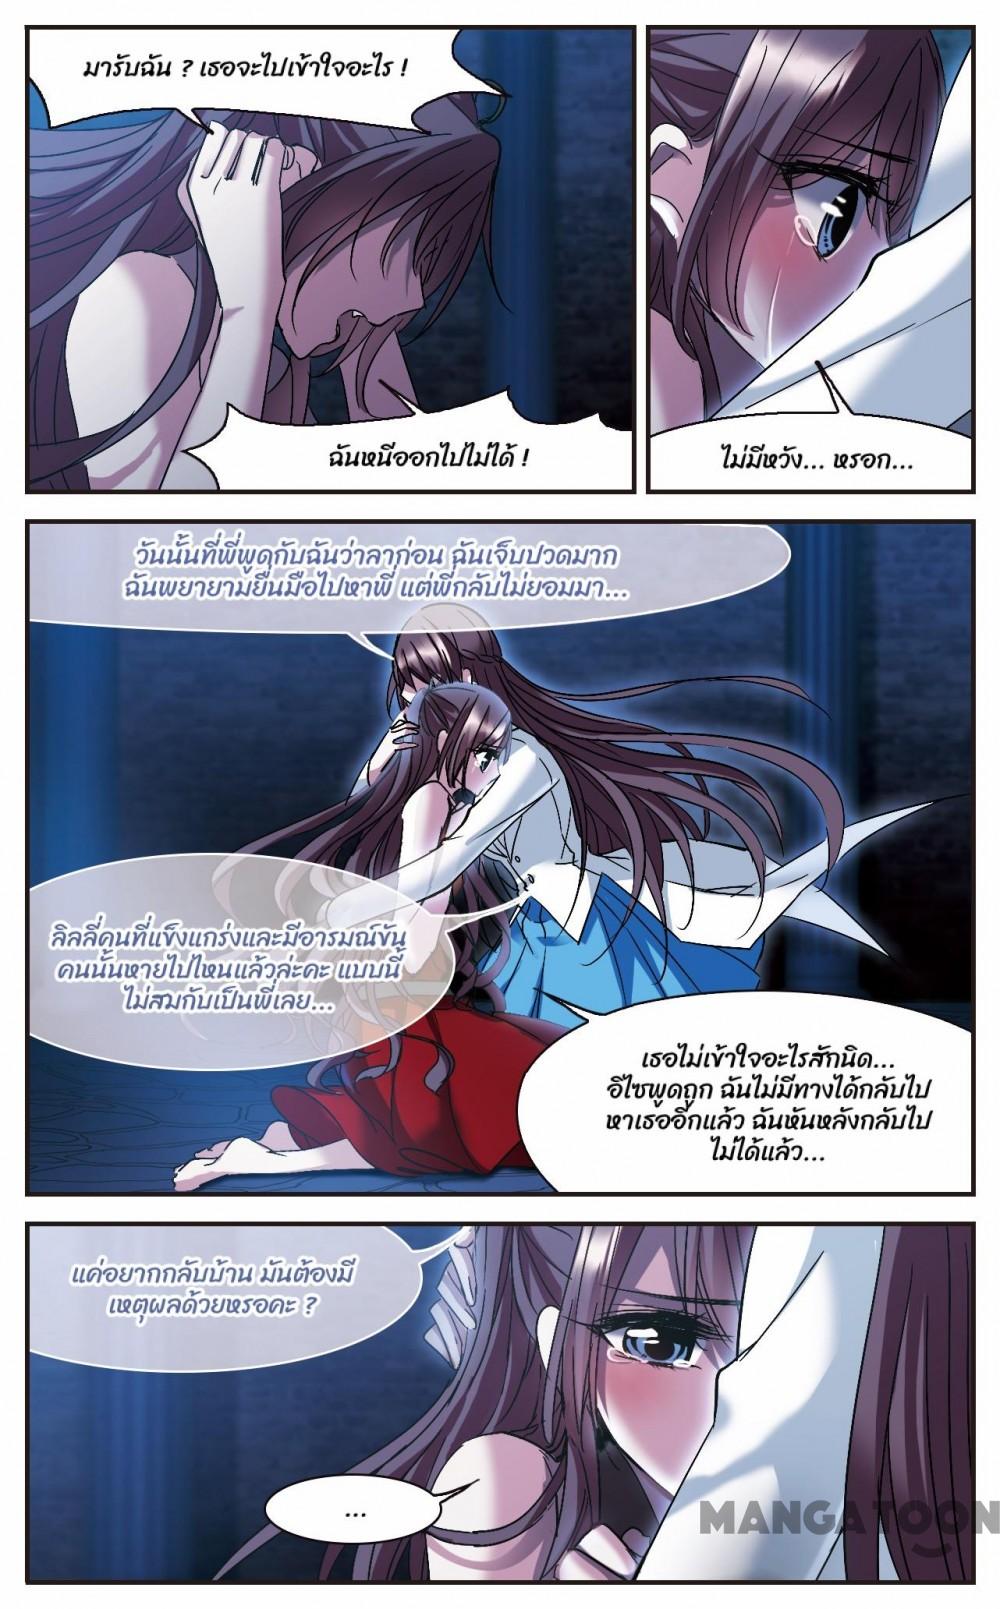 มารับฉัน ? เธอจะไปเข้าใจอะไร !
ฉันหนีออกไปไม่ได้ !
ไม่มีหวัง... หรอก...
วันนั้นที่พี่พูดกับฉันว่าลาก่อน ฉันเจ็บปวดมาก
ฉันพยายามยื่นมือไปหาพี่ แต่พี่กลับไม่ยอมมา...
ลิลลี่คนที่แข็งแกร่งและมีอารมณ์ขัน
คนนั้นหายไปไหนแล้วล่ะคะ แบบนี้
ไม่สมกับเป็นพี่เลย...
เธอไม่เข้าใจอะไรสักนิด...
อิไซพูดถูก ฉันไม่มีทางได้กลับไป
หาเธออีกแล้ว ฉันหันหลังกลับไป
ไม่ได้แล้ว...
แค่อยากกลับบ้าน มันต้องมี
เหตุผลด้วยหรอคะ ?
...
MANGATOON